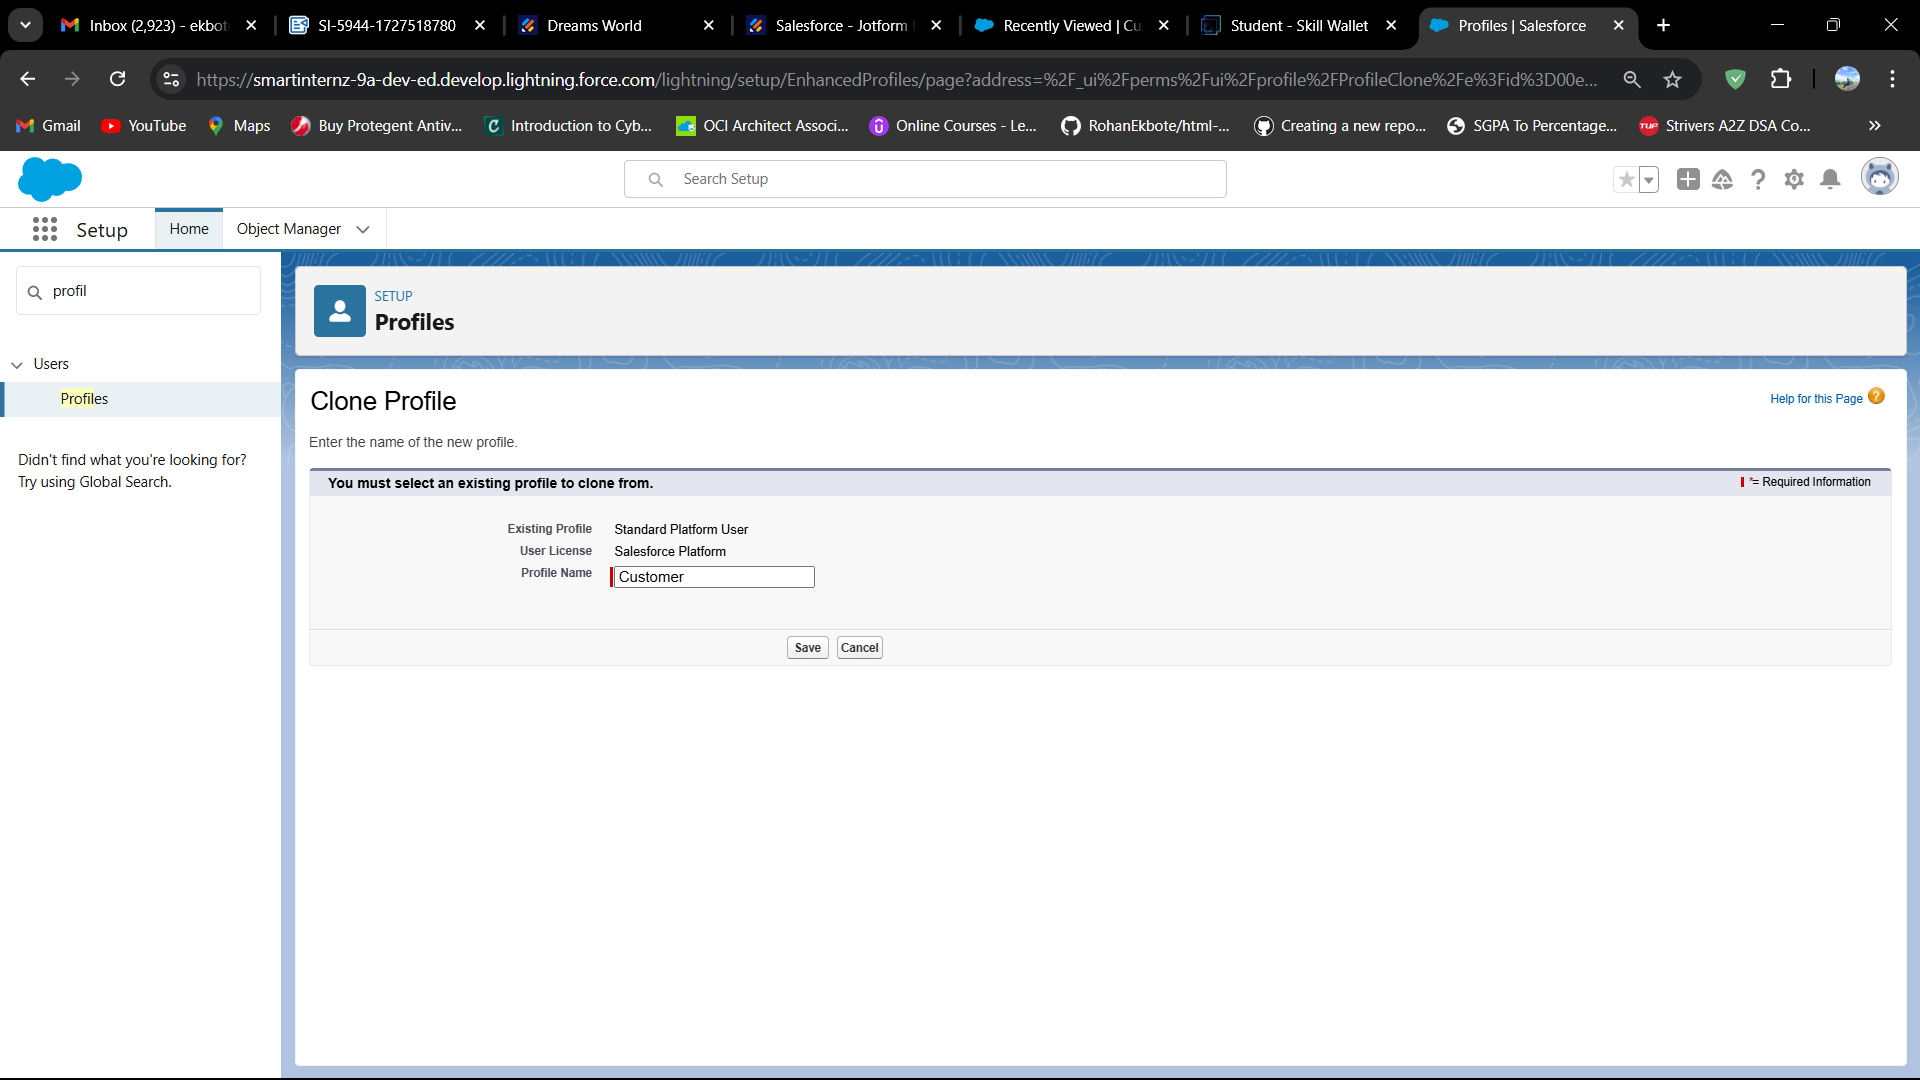 Inbox (2,923) - ekbot
SI-5944-1727518780
Dreams World
Salesforce - Jotform
Recently Viewed | Cu
Student - Skill Wallet
Profiles | Salesforce
https://smartinternz-9a-dev-ed.develop.lightning.force.com/lightning/setup/EnhancedProfiles/page?address=%2F_ui%2Fperms%2Fui%2Fprofile%2FProfileClone%2Fe%3Fid%3D00e...
Gmail
YouTube
Maps
Buy Protegent Antiv...
Introduction to Cyb...
OCI Architect Associ...
Online Courses - Le...
RohanEkbote/html-...
Creating a new repo...
SGPA To Percentage...
TUF
Strivers A2Z DSA Co...
Search Setup
Setup
Home
Object Manager
profil
Users
Profiles
Didn't find what you're looking for?
Try using Global Search.
SETUP
Profiles
Clone Profile
Help for this Page
Enter the name of the new profile.
You must select an existing profile to clone from.
* = Required Information
Existing Profile Standard Platform User
User License Salesforce Platform
Profile Name Customer
Save Cancel